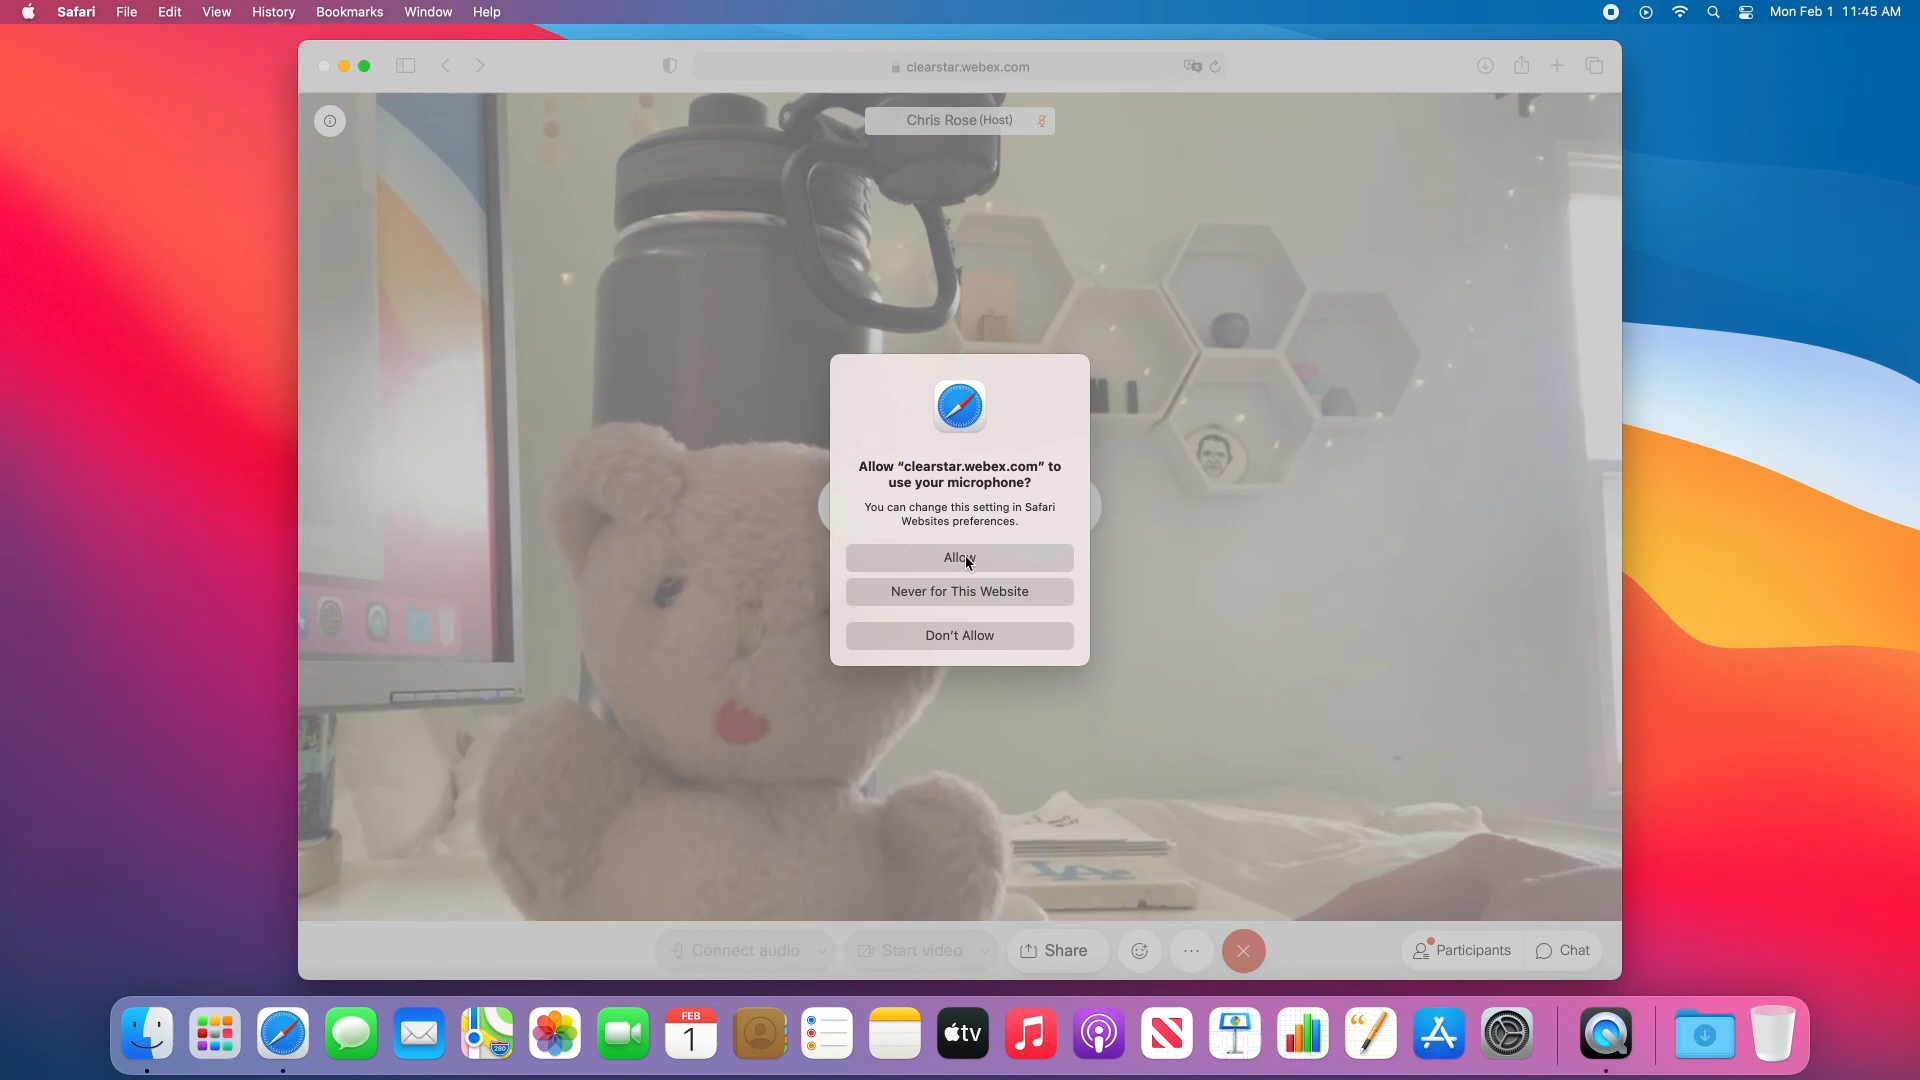 Safari File Edit View History Bookmarks Window Help Mon Feb 1 11:45 AM
clearstar.webex.com
Chris Rose (Host)
Allow “clearstar.webex.com” to
use your microphone?
You can change this setting in Safari
Websites preferences.
Allow
Never for This Website
Don’t Allow
Connect audio Start video Share Participants Chat
FEB
1
280
tv